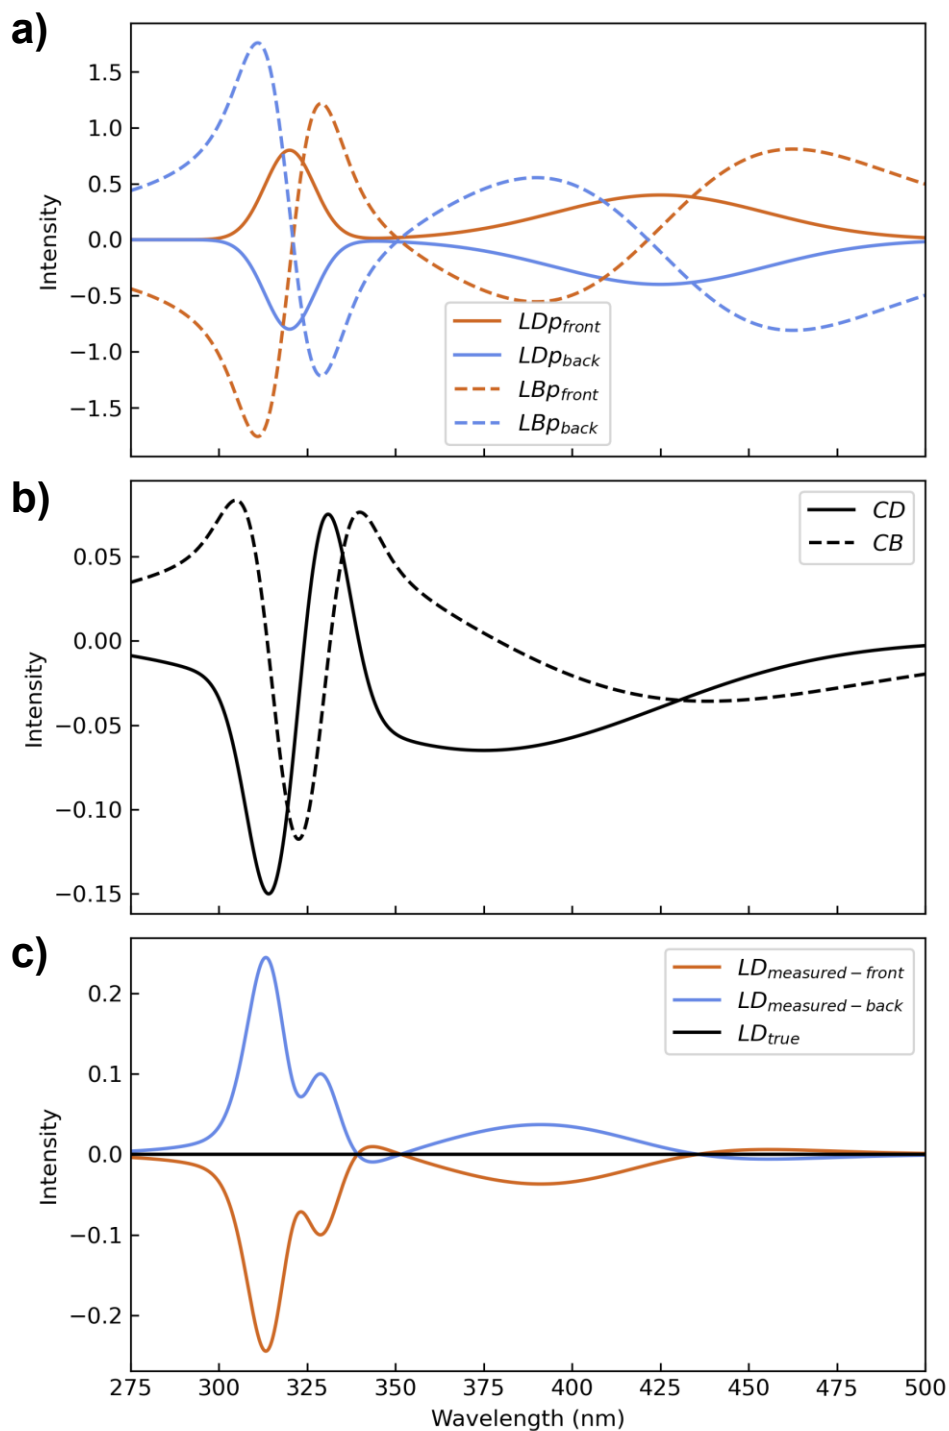 a)
1.5
1.0
0.5
0.0
−0.5
−1.0
−1.5
Intensity
LDp_front
LDp_back
LBp_front
LBp_back
b)
0.05
0.00
−0.05
−0.10
−0.15
Intensity
CD
CB
c)
0.2
0.1
0.0
−0.1
−0.2
Intensity
LD_measured−front
LD_measured−back
LD_true
275 300 325 350 375 400 425 450 475 500
Wavelength (nm)